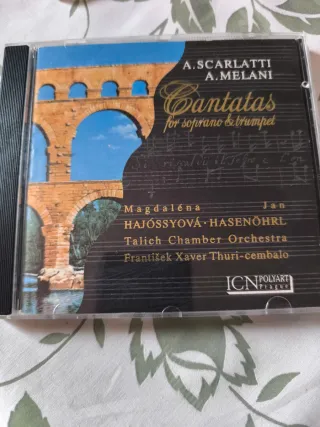 A.SCARLATTI
A.MELANI
Cantatas
for soprano & trumpet
Magdaléna Jan
HAJÓSSYOVÁ · HASENÖHRL
Talich Chamber Orchestra
František Xaver Thuri-cembalo
ICN POLYART
Prague